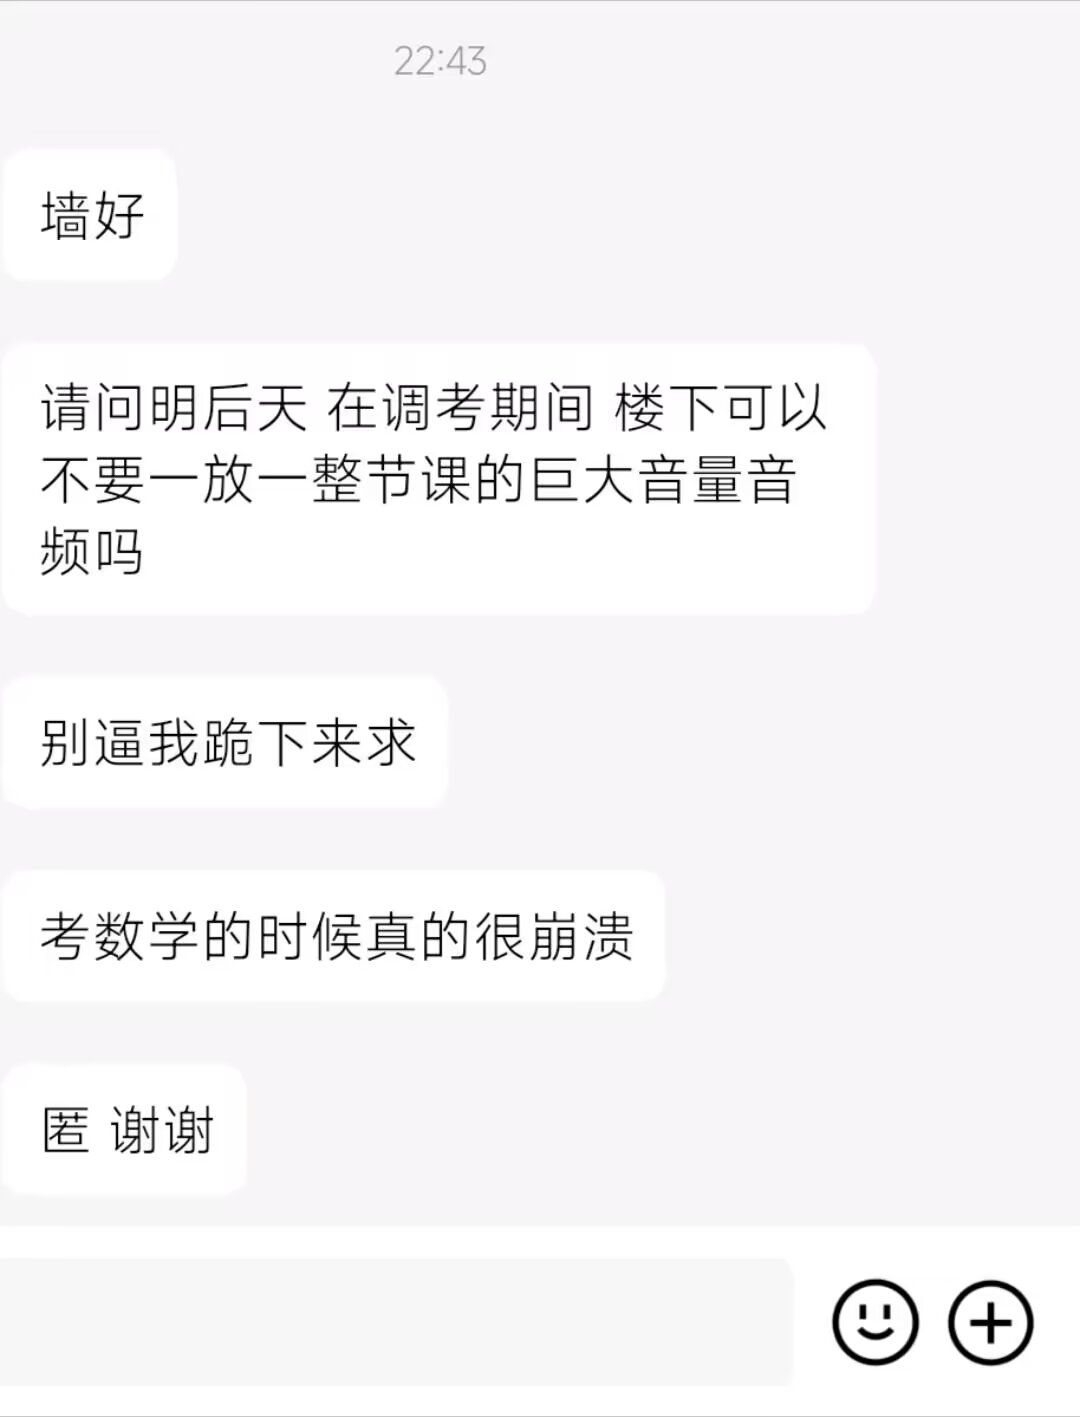 22:43
墙好
请问明后天 在调考期间 楼下可以
不要一放一整节课的巨大音量音
频吗
别逼我跪下来求
考数学的时候真的很崩溃
匿 谢谢